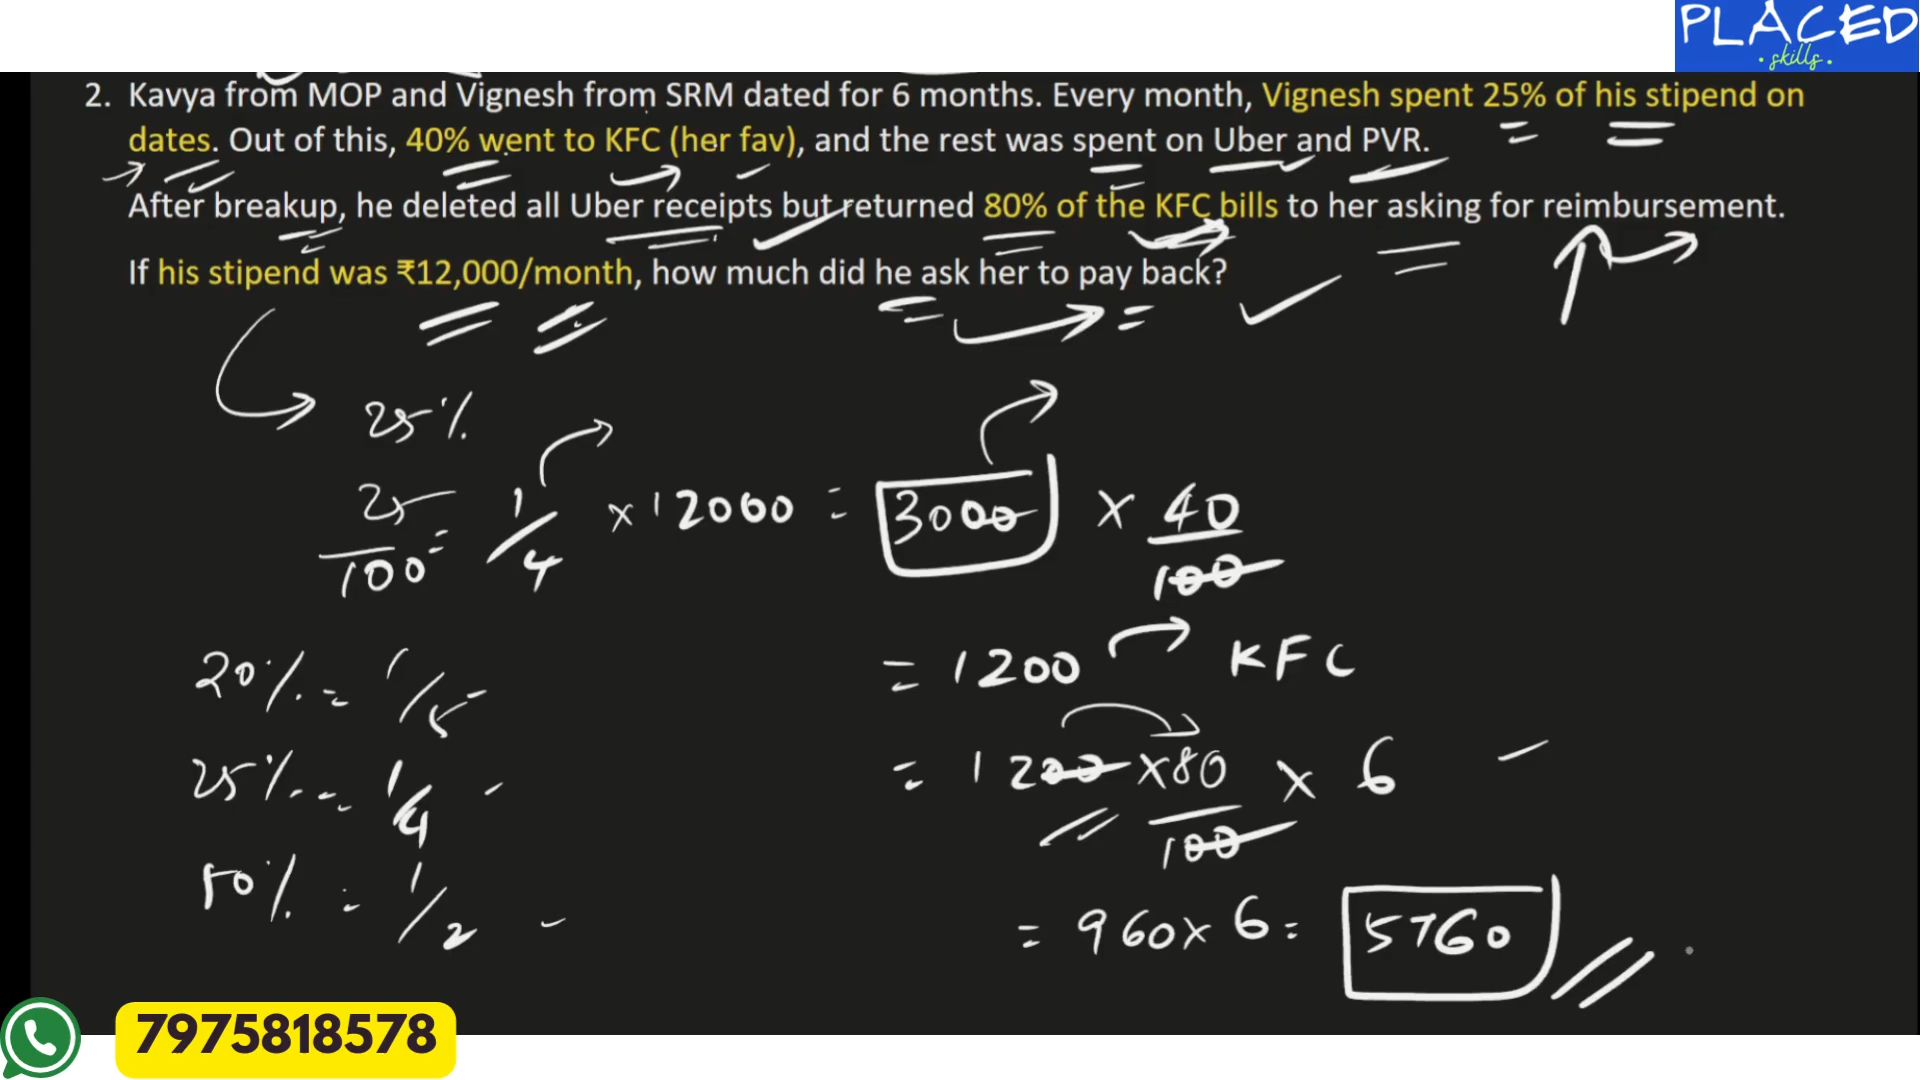 PLACED
. skills .
2. Kavya from MOP and Vignesh from SRM dated for 6 months. Every month, Vignesh spent 25% of his stipend on
dates. Out of this, 40% went to KFC (her fav), and the rest was spent on Uber and PVR.
After breakup, he deleted all Uber receipts but returned 80% of the KFC bills to her asking for reimbursement.
If his stipend was ₹12,000/month, how much did he ask her to pay back?
25%
25/100 = 1/4 × 12000 = 3000 × 40/100
20% = 1/5
= 1200 KFC
25% = 1/4
= 1200 × 80/100 × 6
50% = 1/2
= 960 × 6 = 5760
7975818578